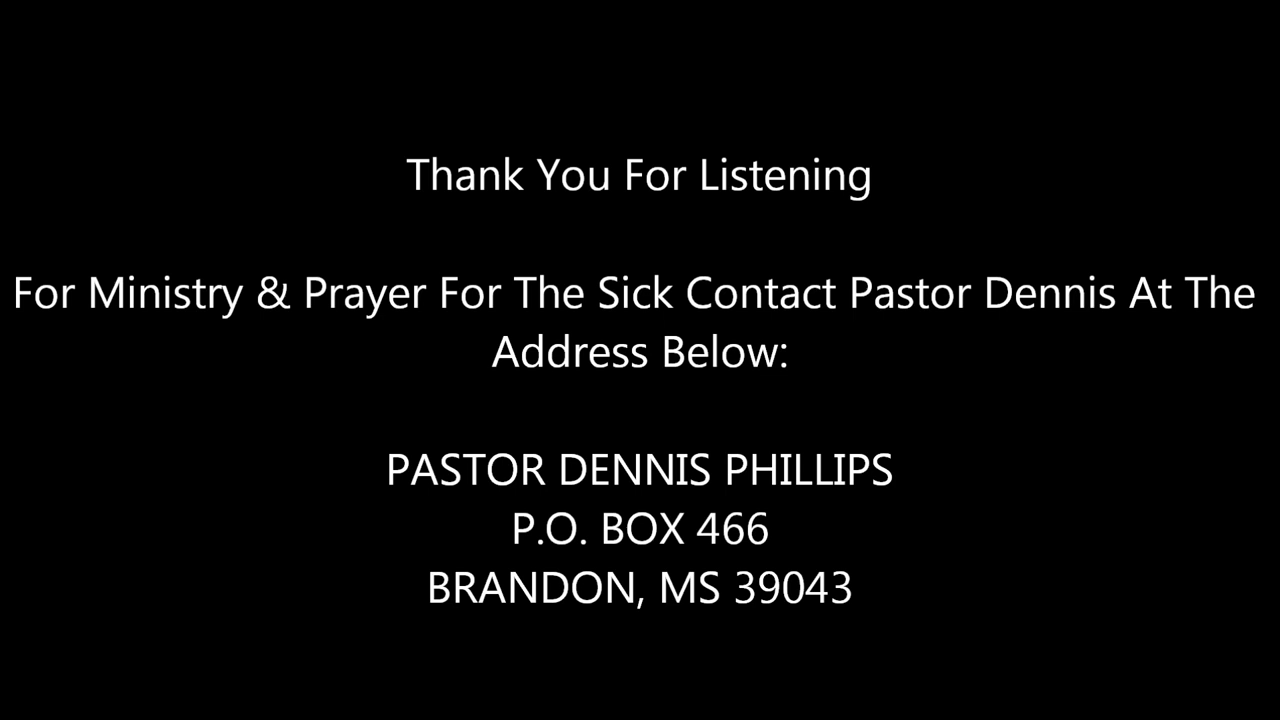 Thank You For Listening
For Ministry & Prayer For The Sick Contact Pastor Dennis At The
Address Below:
PASTOR DENNIS PHILLIPS
P.O. BOX 466
BRANDON, MS 39043